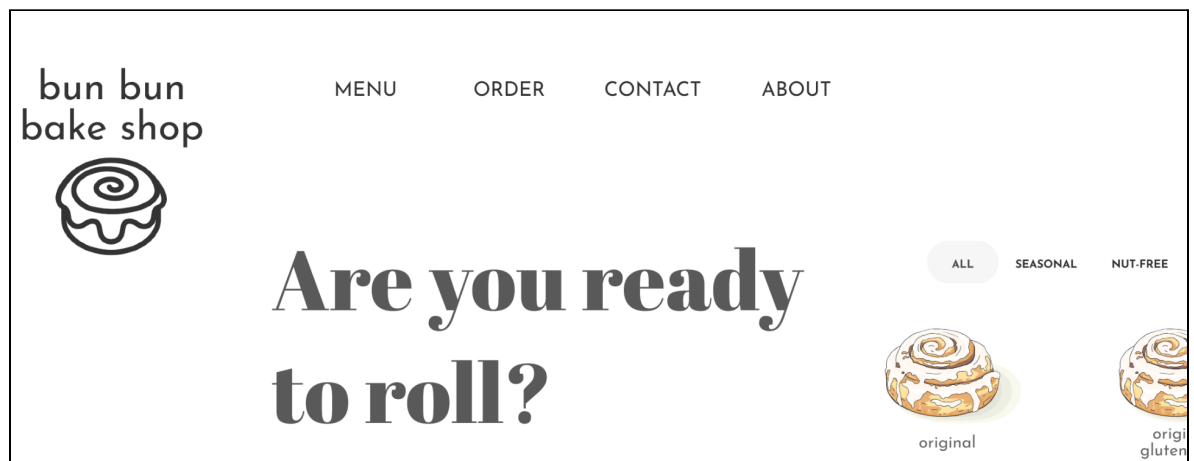 bun bun
bake shop
MENU ORDER CONTACT ABOUT
Are you ready
to roll?
ALL SEASONAL NUT-FREE
original